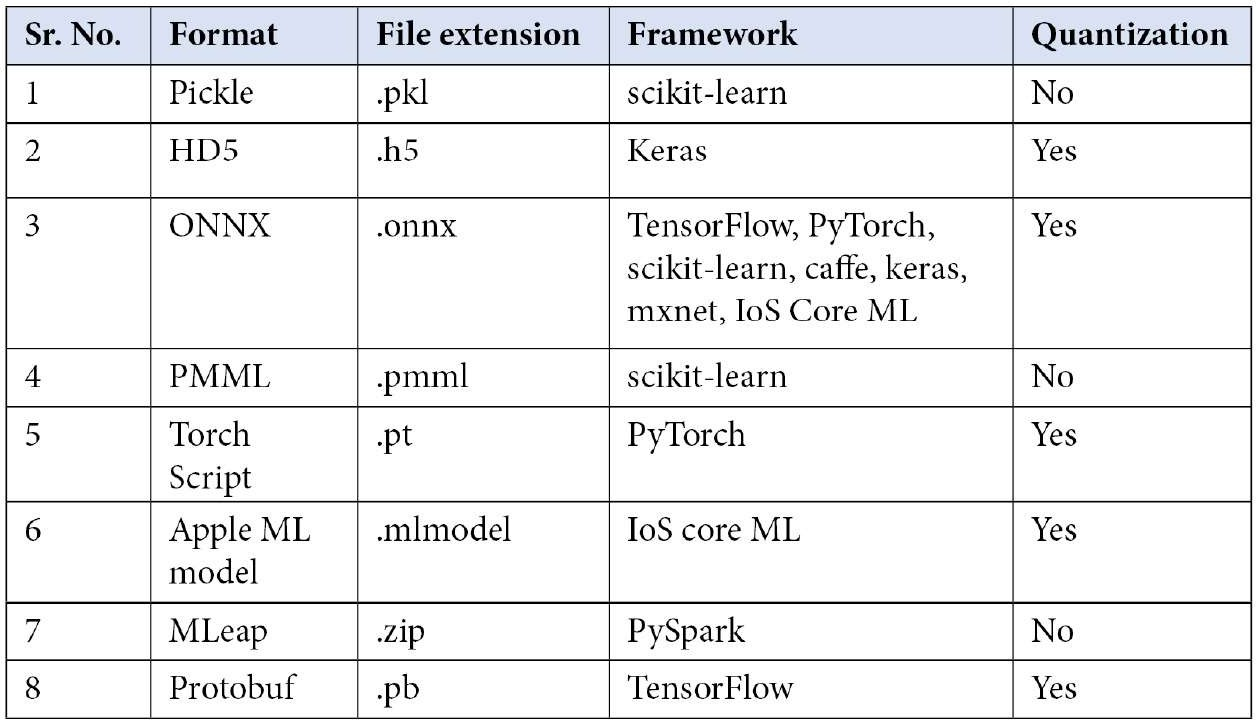 Sr. No. Format File extension Framework Quantization
1 Pickle .pkl scikit-learn No
2 HD5 .h5 Keras Yes
3 ONNX .onnx TensorFlow, PyTorch, Yes
scikit-learn, caffe, keras,
mxnet, IoS Core ML
4 PMML .pmml scikit-learn No
5 Torch .pt PyTorch Yes
Script
6 Apple ML .mlmodel IoS core ML Yes
model
7 MLeap .zip PySpark No
8 Protobuf .pb TensorFlow Yes